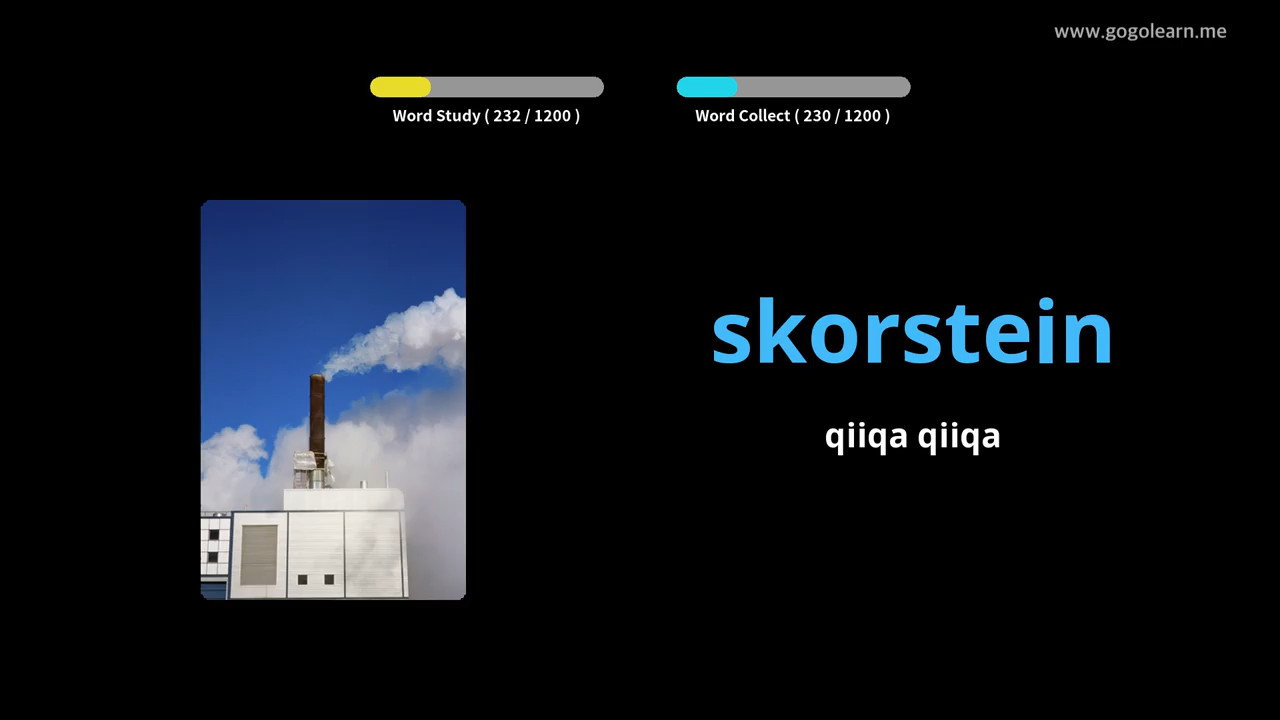 www.gogolearn.me
Word Study ( 232 / 1200 )
Word Collect ( 230 / 1200 )
skorstein
qiiqa qiiqa